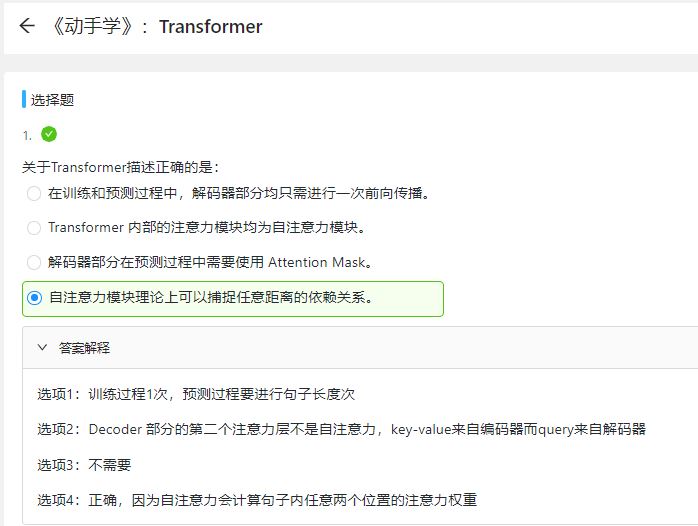 《动手学》：Transformer
选择题
1.
关于Transformer描述正确的是：
在训练和预测过程中，解码器部分均只需进行一次前向传播。
Transformer 内部的注意力模块均为自注意力模块。
解码器部分在预测过程中需要使用 Attention Mask。
自注意力模块理论上可以捕捉任意距离的依赖关系。
答案解释
选项1：训练过程1次，预测过程要进行句子长度次
选项2：Decoder 部分的第二个注意力层不是自注意力，key-value来自编码器而query来自解码器
选项3：不需要
选项4：正确，因为自注意力会计算句子内任意两个位置的注意力权重